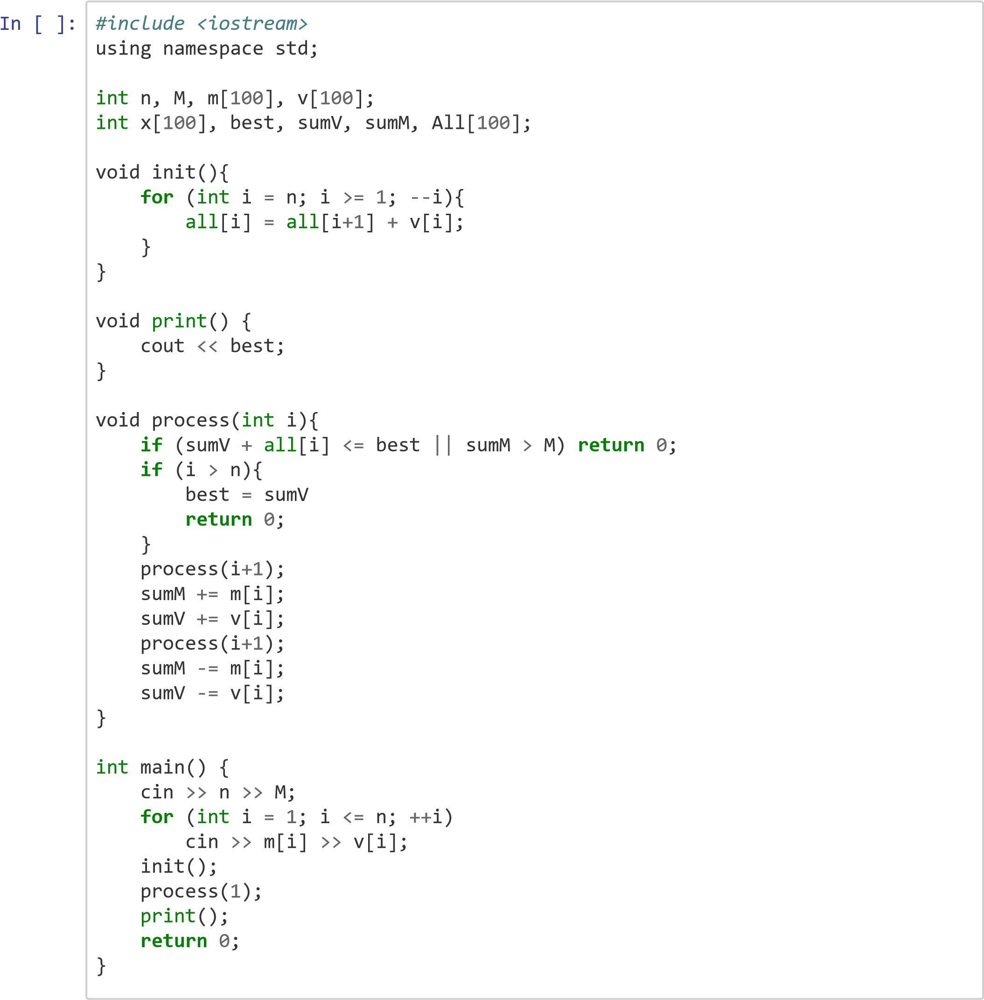 In [ ]:
#include <iostream>
using namespace std;

int n, M, m[100], v[100];
int x[100], best, sumV, sumM, All[100];

void init(){
    for (int i = n; i >= 1; --i){
        all[i] = all[i+1] + v[i];
    }
}

void print() {
    cout << best;
}

void process(int i){
    if (sumV + all[i] <= best || sumM > M) return 0;
    if (i > n){
        best = sumV
        return 0;
    }
    process(i+1);
    sumM += m[i];
    sumV += v[i];
    process(i+1);
    sumM -= m[i];
    sumV -= v[i];
}

int main() {
    cin >> n >> M;
    for (int i = 1; i <= n; ++i)
        cin >> m[i] >> v[i];
    init();
    process(1);
    print();
    return 0;
}